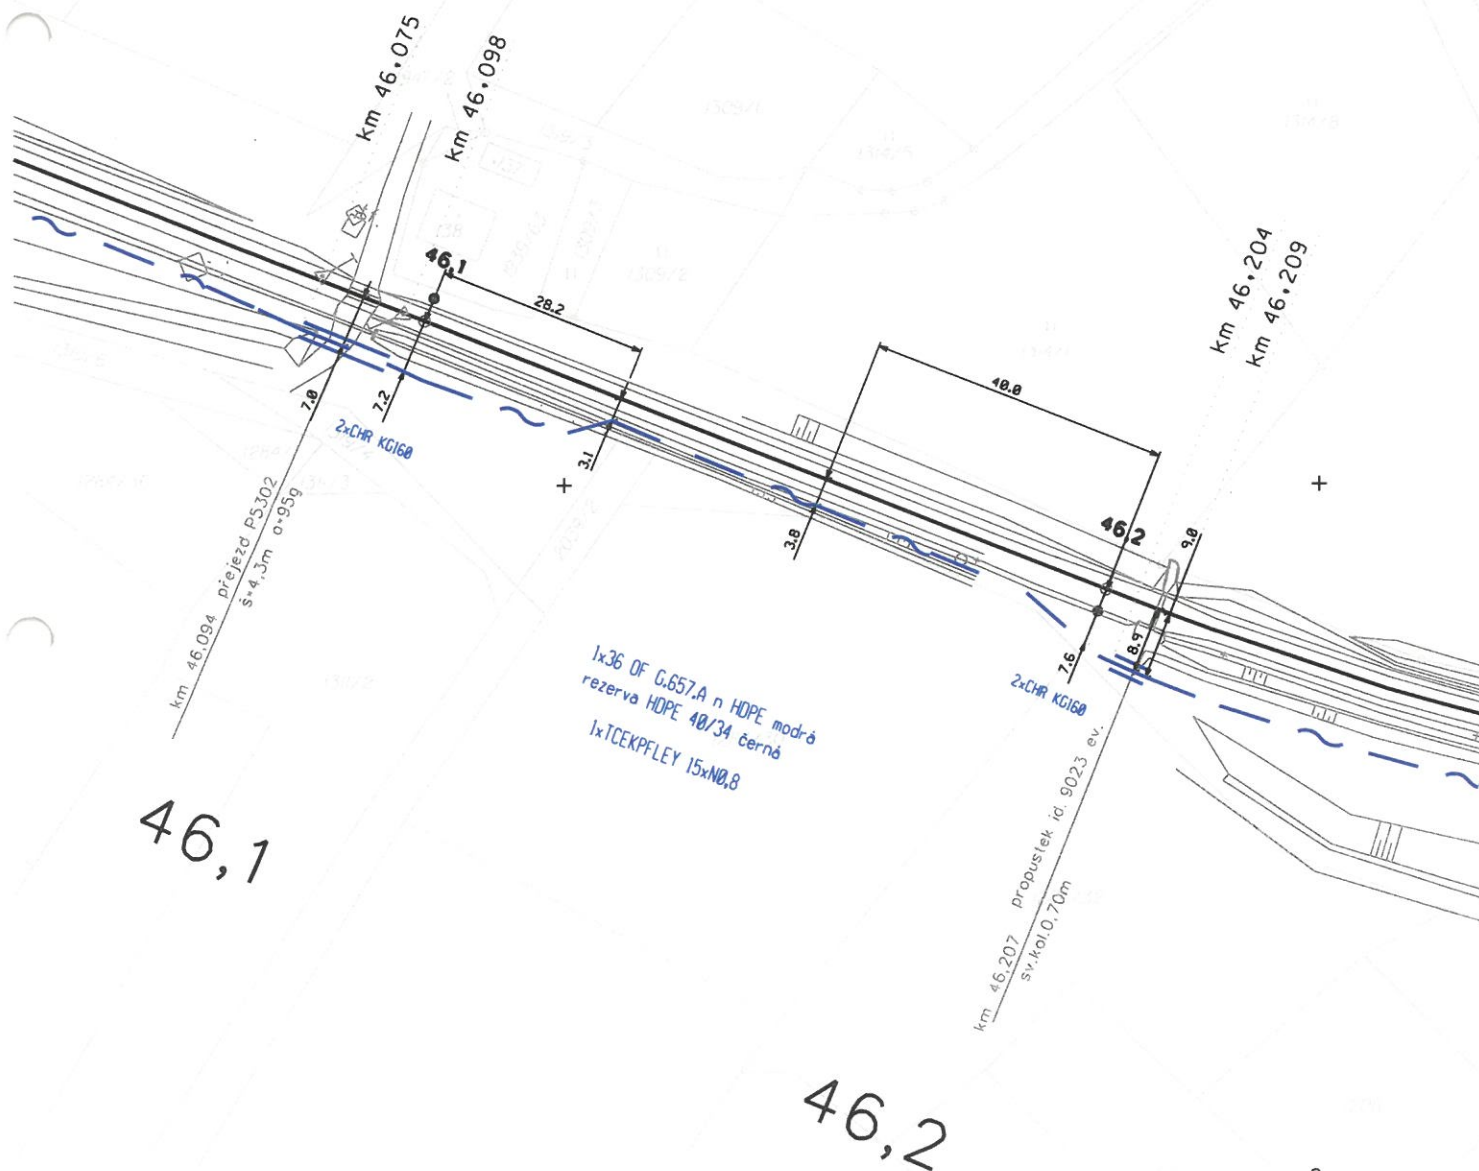 km 46,075
km 46,098
46,1
28.2
7.0
7.2
2xCHR KG160
3.1
km 46,094 přejezd P5302
š=4,3m α=95g
40.0
3.8
km 46,204
km 46,209
46,2
9.0
8.9
7.6
2xCHR KG160
1x36 OF G.657.A n HDPE modrá
rezerva HDPE 40/34 černá
1xTCEKPFLEY 15xN0,8
km 46,207 propustek id. 9023 ev.
sv.kol.0,70m
138
1309/2
46,1
46,2